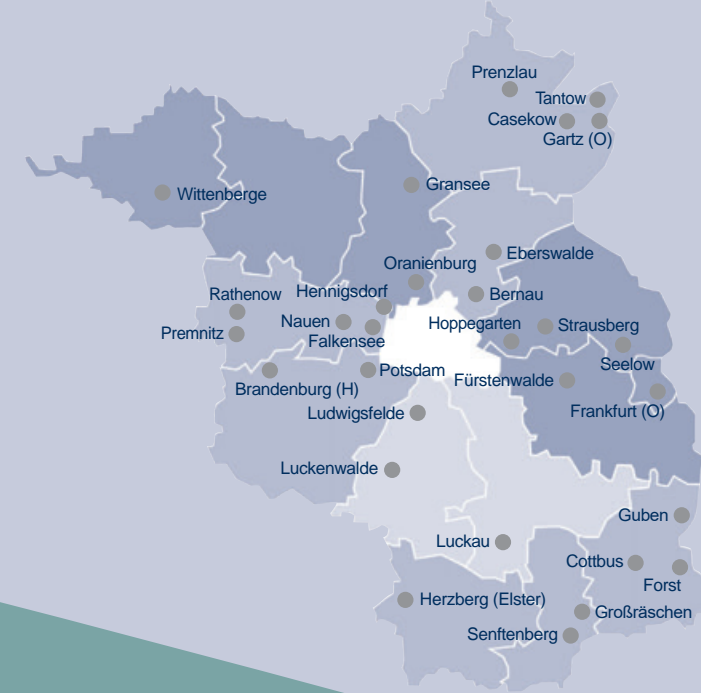 Prenzlau
Tantow
Casekow
Gartz (O)
Gransee
Wittenberge
Eberswalde
Oranienburg
Rathenow
Hennigsdorf
Bernau
Nauen
Hoppegarten
Strausberg
Premnitz
Falkensee
Seelow
Potsdam
Fürstenwalde
Brandenburg (H)
Frankfurt (O)
Ludwigsfelde
Luckenwalde
Guben
Luckau
Cottbus
Forst
Herzberg (Elster)
Großräschen
Senftenberg